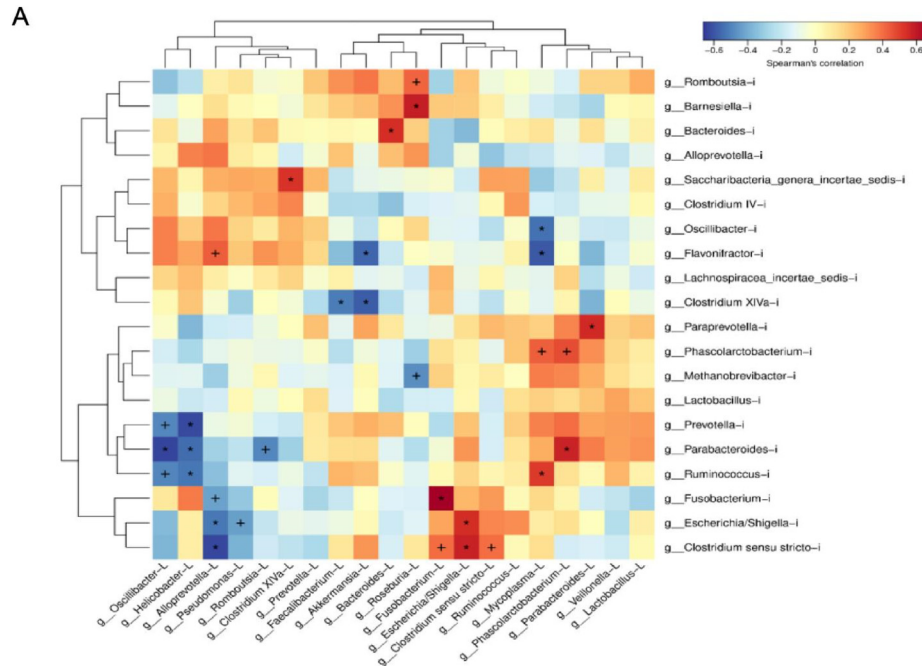 A
−0.6 −0.4 −0.2 0 0.2 0.4 0.6
Spearman's correlation
g__Romboutsia−i
g__Barnesiella−i
g__Bacteroides−i
g__Alloprevotella−i
g__Saccharibacteria_genera_incertae_sedis−i
g__Clostridium IV−i
g__Oscillibacter−i
g__Flavonifractor−i
g__Lachnospiracea_incertae_sedis−i
g__Clostridium XIVa−i
g__Paraprevotella−i
g__Phascolarctobacterium−i
g__Methanobrevibacter−i
g__Lactobacillus−i
g__Prevotella−i
g__Parabacteroides−i
g__Ruminococcus−i
g__Fusobacterium−i
g__Escherichia/Shigella−i
g__Clostridium sensu stricto−i
g__Oscillibacter−L
g__Helicobacter−L
g__Alloprevotella−L
g__Pseudomonas−L
g__Romboutsia−L
g__Clostridium XIVa−L
g__Prevotella−L
g__Faecalibacterium−L
g__Akkermansia−L
g__Bacteroides−L
g__Roseburia−L
g__Fusobacterium−L
g__Escherichia/Shigella−L
g__Clostridium sensu stricto−L
g__Ruminococcus−L
g__Mycoplasma−L
g__Phascolarctobacterium−L
g__Parabacteroides−L
g__Veillonella−L
g__Lactobacillus−L